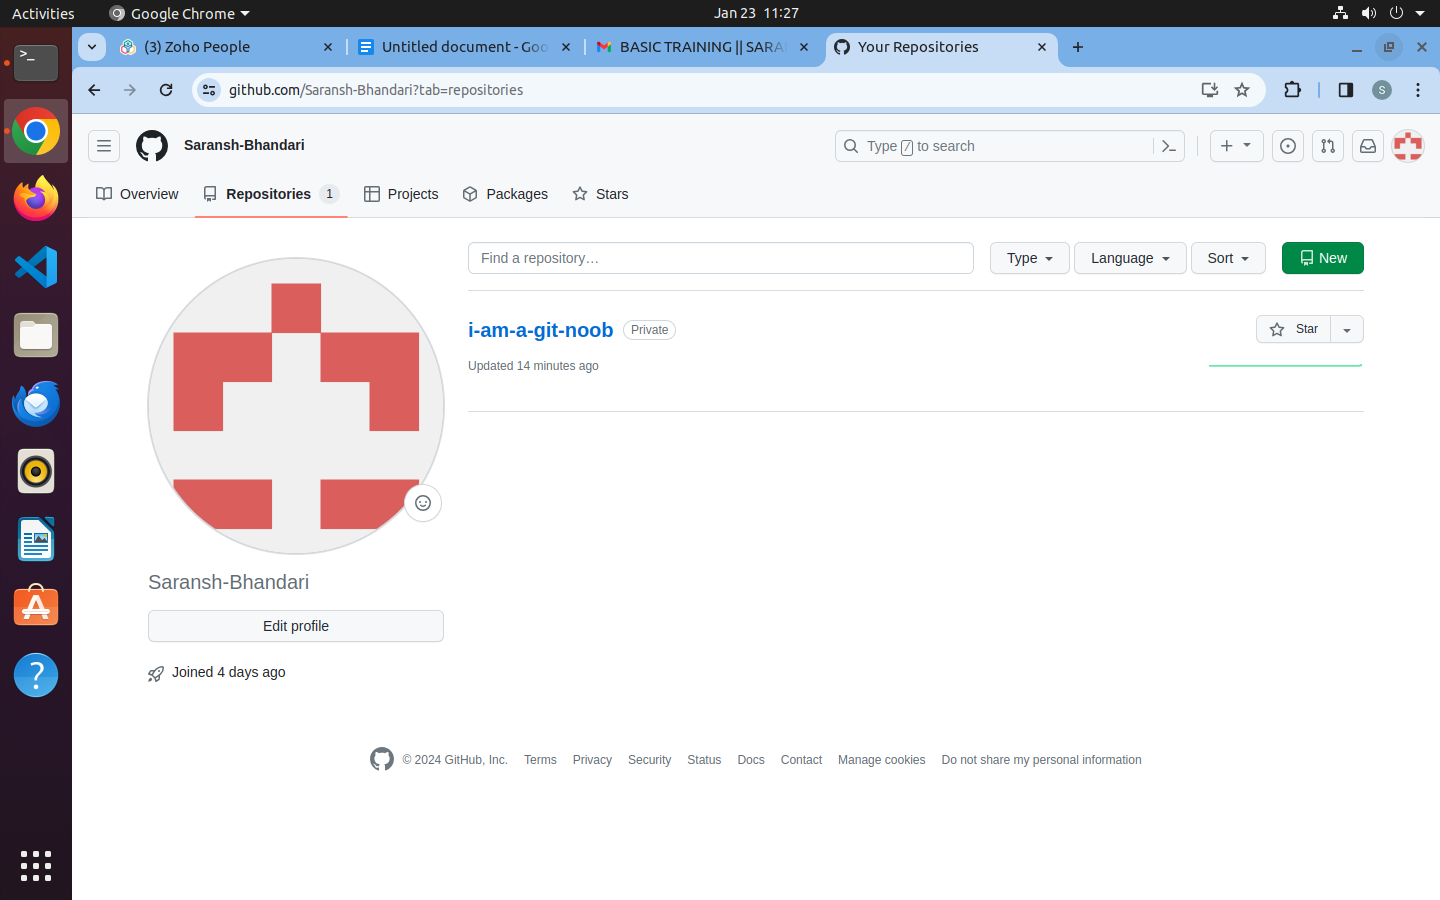 Activities
Google Chrome
Jan 23 11:27
(3) Zoho People
Untitled document - Goo
BASIC TRAINING || SARA
Your Repositories
github.com/Saransh-Bhandari?tab=repositories
S
Saransh-Bhandari
Type / to search
Overview
Repositories 1
Projects
Packages
Stars
Find a repository…
Type
Language
Sort
New
i-am-a-git-noob
Private
Star
Updated 14 minutes ago
Saransh-Bhandari
Edit profile
Joined 4 days ago
© 2024 GitHub, Inc.
Terms
Privacy
Security
Status
Docs
Contact
Manage cookies
Do not share my personal information